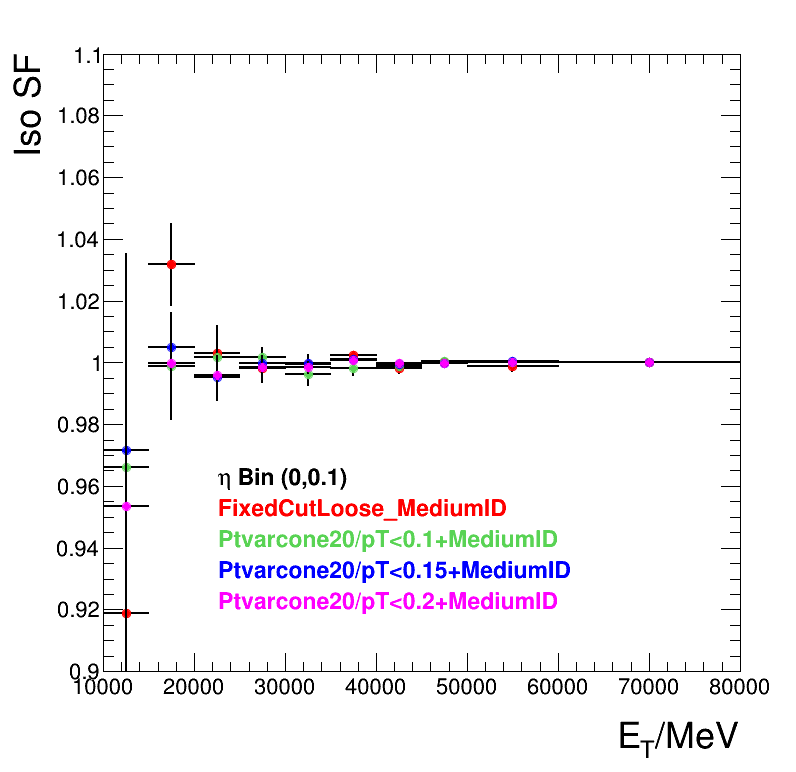 Iso SF
1.1
1.08
1.06
1.04
1.02
1
0.98
0.96
0.94
0.92
0.9
η Bin (0,0.1)
FixedCutLoose_MediumID
Ptvarcone20/pT<0.1+MediumID
Ptvarcone20/pT<0.15+MediumID
Ptvarcone20/pT<0.2+MediumID
10000 20000 30000 40000 50000 60000 70000 80000
E_T/MeV